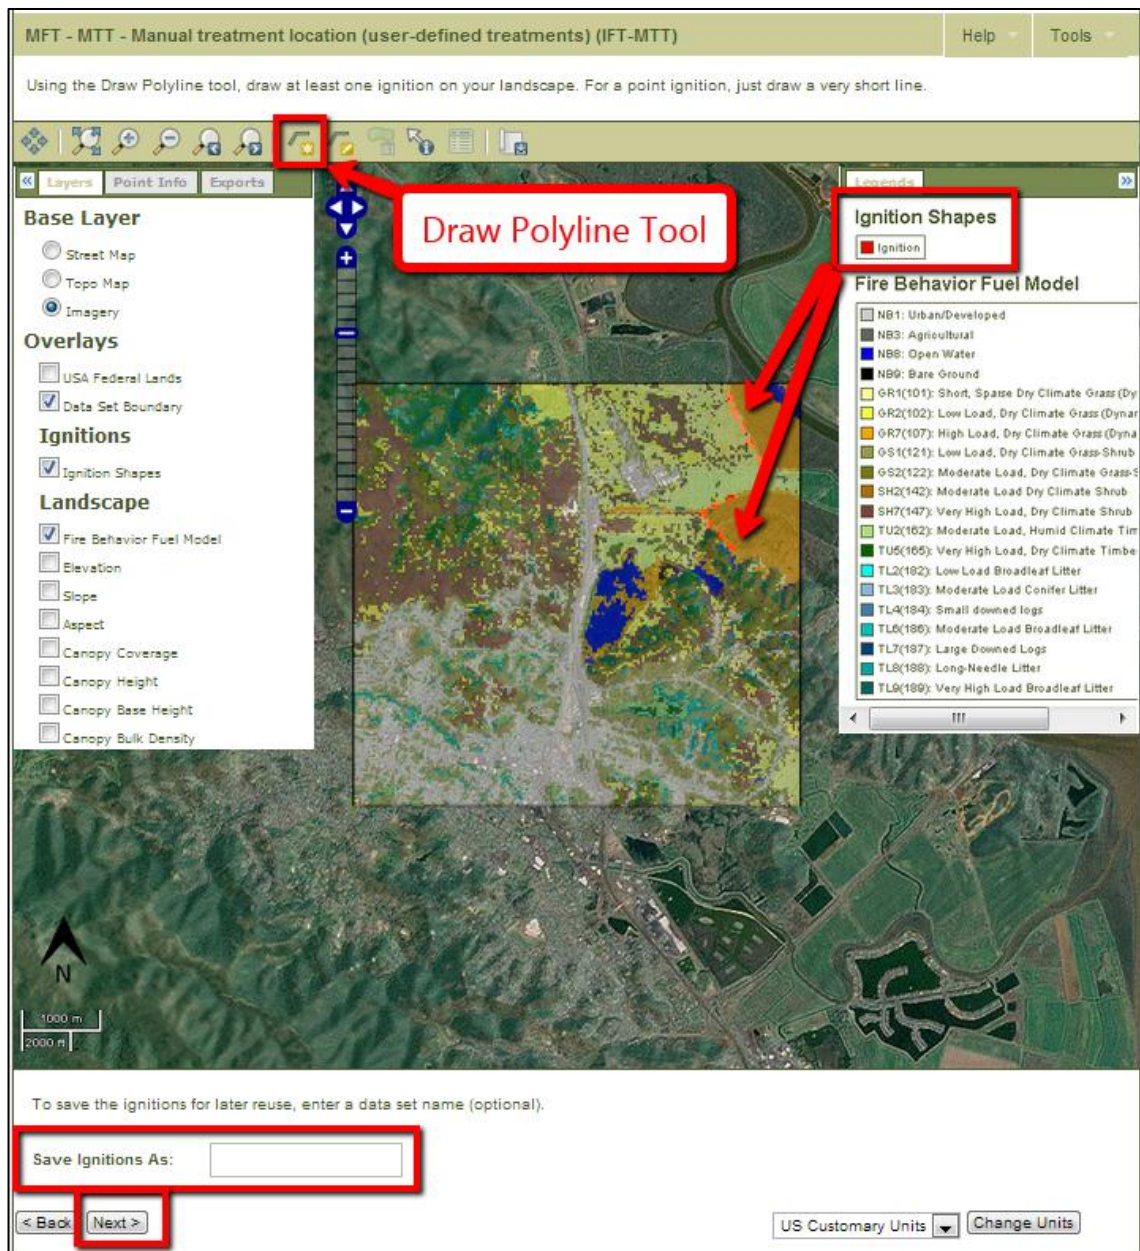 MFT - MTT - Manual treatment location (user-defined treatments) (IFT-MTT)
Help
Tools
Using the Draw Polyline tool, draw at least one ignition on your landscape. For a point ignition, just draw a very short line.
Layers
Point Info
Exports
Base Layer
Street Map
Topo Map
Imagery
Overlays
USA Federal Lands
Data Set Boundary
Ignitions
Ignition Shapes
Landscape
Fire Behavior Fuel Model
Elevation
Slope
Aspect
Canopy Coverage
Canopy Height
Canopy Base Height
Canopy Bulk Density
Draw Polyline Tool
Legends
Ignition Shapes
Ignition
Fire Behavior Fuel Model
NB1: Urban/Developed
NB3: Agricultural
NB8: Open Water
NB9: Bare Ground
GR1(101): Short, Sparse Dry Climate Grass (Dy
GR2(102): Low Load, Dry Climate Grass (Dynar
GR7(107): High Load, Dry Climate Grass (Dyna
GS1(121): Low Load, Dry Climate Grass-Shrub
GS2(122): Moderate Load, Dry Climate Grass-S
SH2(142): Moderate Load Dry Climate Shrub
SH7(147): Very High Load, Dry Climate Shrub
TU2(162): Moderate Load, Humid Climate Tim
TU5(165): Very High Load, Dry Climate Timbe
TL2(182): Low Load Broadleaf Litter
TL3(183): Moderate Load Conifer Litter
TL4(184): Small downed logs
TL6(186): Moderate Load Broadleaf Litter
TL7(187): Large Downed Logs
TL8(188): Long-Needle Litter
TL9(189): Very High Load Broadleaf Litter
N
1000 m
2000 ft
To save the ignitions for later reuse, enter a data set name (optional).
Save Ignitions As:
< Back
Next >
US Customary Units
Change Units